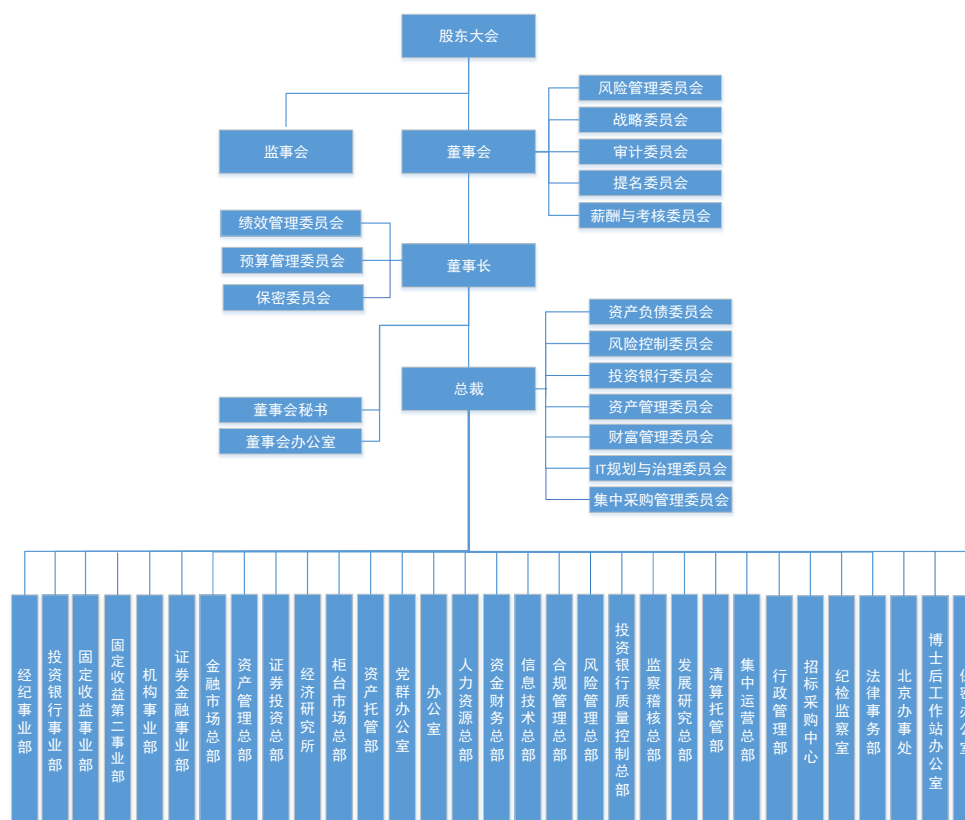 股东大会
风险管理委员会
战略委员会
监事会
董事会
审计委员会
提名委员会
薪酬与考核委员会
绩效管理委员会
预算管理委员会
董事长
保密委员会
资产负债委员会
风险控制委员会
投资银行委员会
总裁
资产管理委员会
董事会秘书
财富管理委员会
董事会办公室
IT规划与治理委员会
集中采购管理委员会
经纪事业部
投资银行事业部
固定收益事业部
固定收益第二事业部
机构事业部
证券金融事业部
金融市场总部
资产管理总部
证券投资总部
经济研究所
柜台市场总部
资产托管部
党群办公室
办公室
人力资源总部
资金财务总部
信息技术总部
合规管理总部
风险管理总部
投资银行质量控制总部
监察稽核总部
发展研究总部
清算托管部
集中运营总部
行政管理部
招标采购中心
纪检监察室
法律事务部
北京办事处
博士后工作站办公室
保密办公室